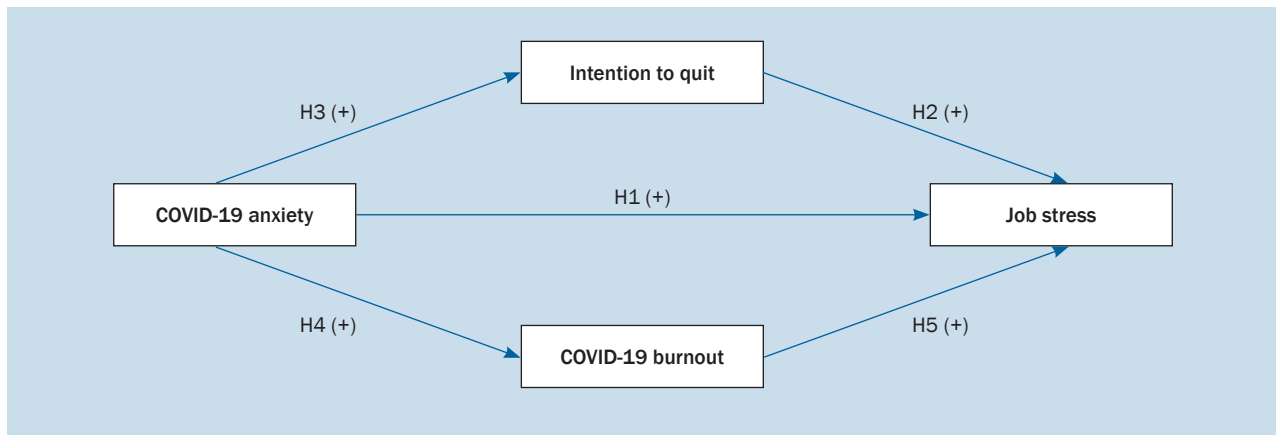 Intention to quit
H3 (+)
H2 (+)
COVID-19 anxiety
H1 (+)
Job stress
H4 (+)
H5 (+)
COVID-19 burnout